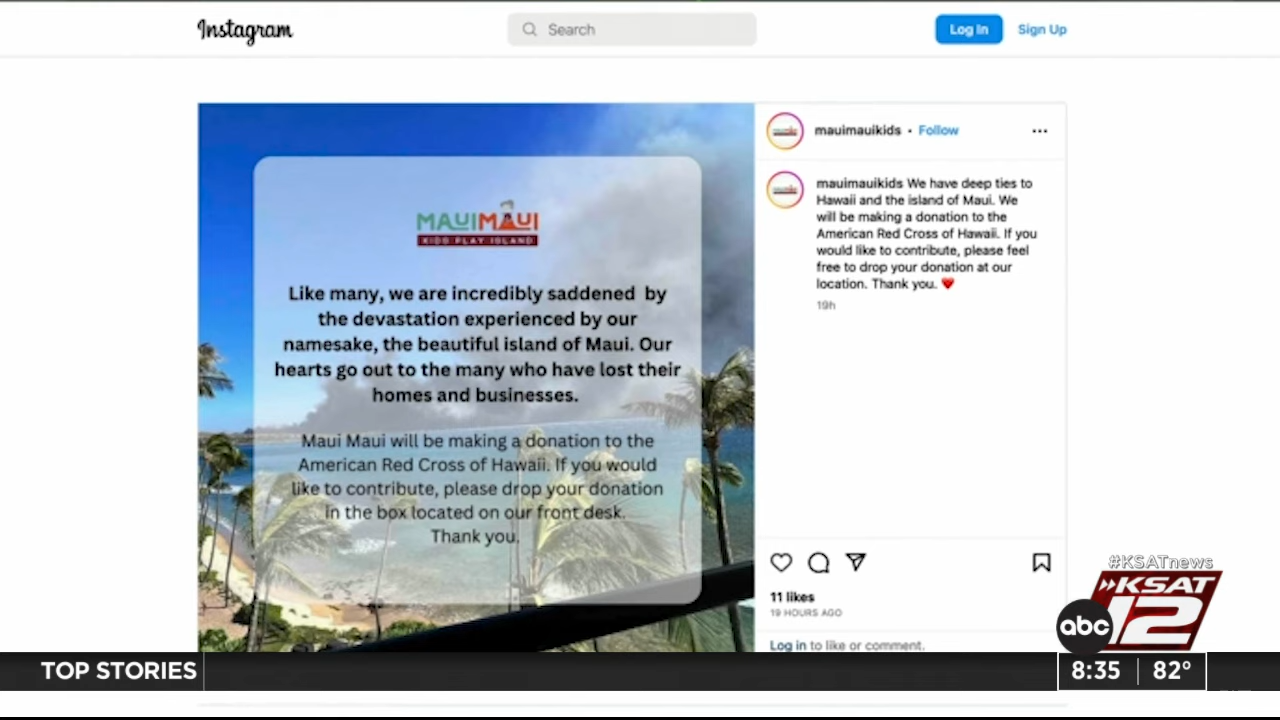 Instagram
Search
Log In
Sign Up
MAUIMAUI
KIDS PLAY ISLAND
Like many, we are incredibly saddened by
the devastation experienced by our
namesake, the beautiful island of Maui. Our
hearts go out to the many who have lost their
homes and businesses.
Maui Maui will be making a donation to the
American Red Cross of Hawaii. If you would
like to contribute, please drop your donation
in the box located on our front desk.
Thank you.
mauimauikids • Follow
mauimauikids We have deep ties to
Hawaii and the island of Maui. We
will be making a donation to the
American Red Cross of Hawaii. If you
would like to contribute, please feel
free to drop your donation at our
location. Thank you. ❤️
19h
11 likes
19 HOURS AGO
Log in to like or comment.
#KSATnews
KSAT
abc 12
TOP STORIES
8:35 82°